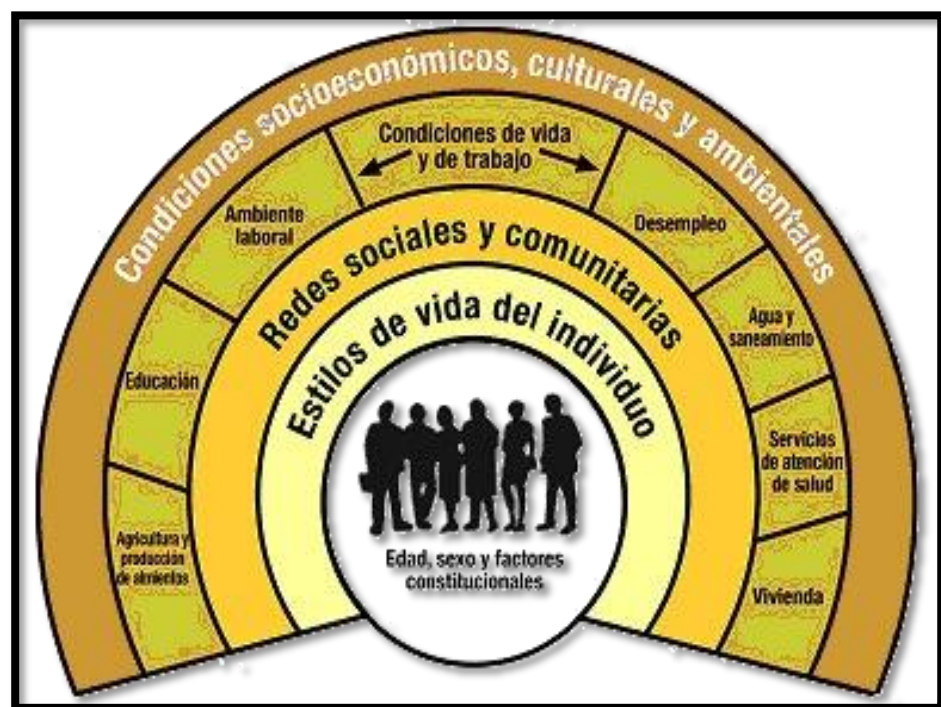 Condiciones socioeconómicos, culturales y ambientales
Condiciones de vida
y de trabajo
Ambiente
laboral
Desempleo
Educación
Agua y
saneamiento
Agricultura y
producción
de alimentos
Servicios
de atención
de salud
Vivienda
Redes sociales y comunitarias
Estilos de vida del individuo
Edad, sexo y factores
constitucionales